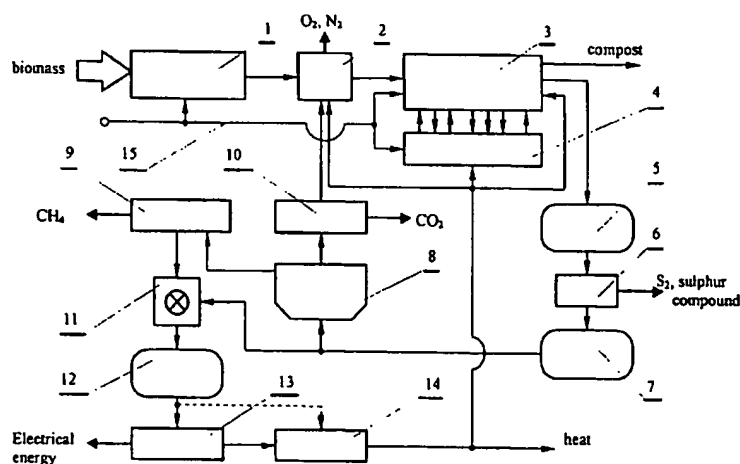 O₂, N₂
1
2
3
compost
biomass
4
15
9
10
5
CH₄
CO₂
6
8
S₂, sulphur
compound
11
12
7
13
14
Electrical
energy
heat